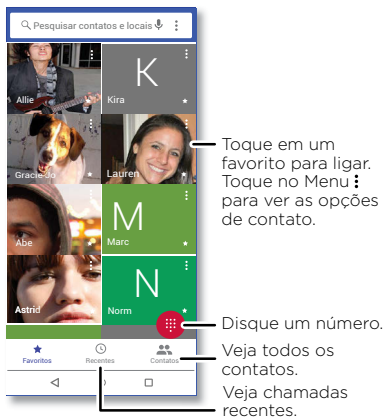 Pesquisar contatos e locais
Allie
K
Kira
Gracie-Jo
Lauren
Toque em um
favorito para ligar.
Toque no Menu
para ver as opções
de contato.
Abe
M
Marc
Astrid
N
Norm
Disque um número.
Favoritos
Recentes
Contatos
Veja todos os
contatos.
Veja chamadas
recentes.